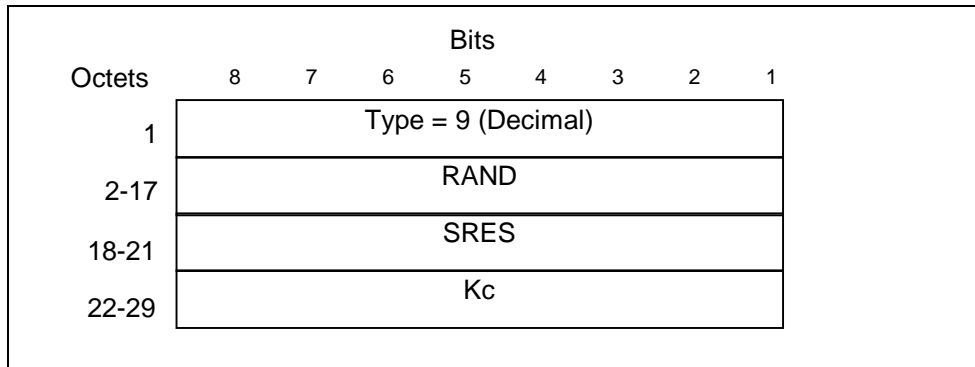 Bits
Octets 8 7 6 5 4 3 2 1
1 Type = 9 (Decimal)
2-17 RAND
18-21 SRES
22-29 Kc